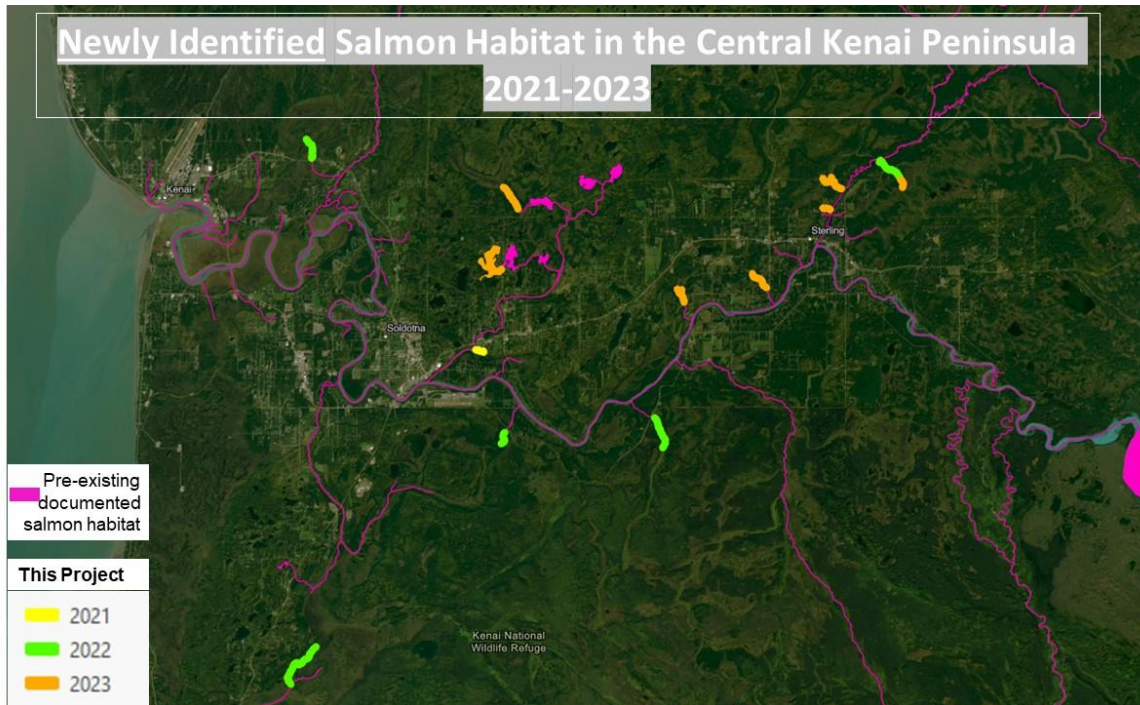 Newly Identified Salmon Habitat in the Central Kenai Peninsula
2021-2023
Kenai
Sterling
Soldotna
Pre-existing
documented
salmon habitat
This Project
2021
2022
2023
Kenai National
Wildlife Refuge